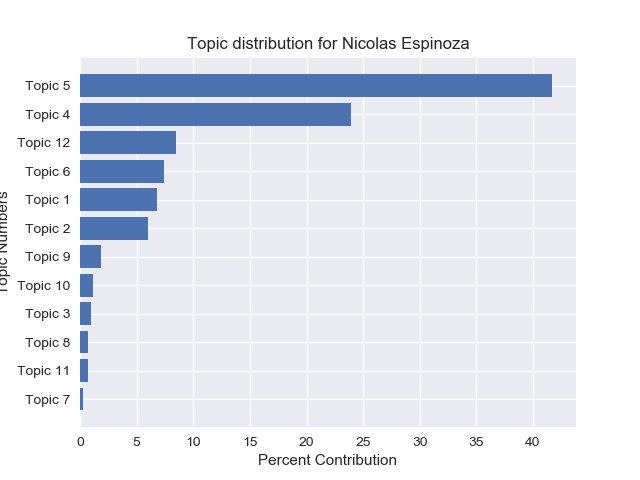 Topic distribution for Nicolas Espinoza
Topic 5
Topic 4
Topic 12
Topic 6
Topic 1
Topic 2
Topic 9
Topic 10
Topic 3
Topic 8
Topic 11
Topic 7
Topic Numbers
0 5 10 15 20 25 30 35 40
Percent Contribution